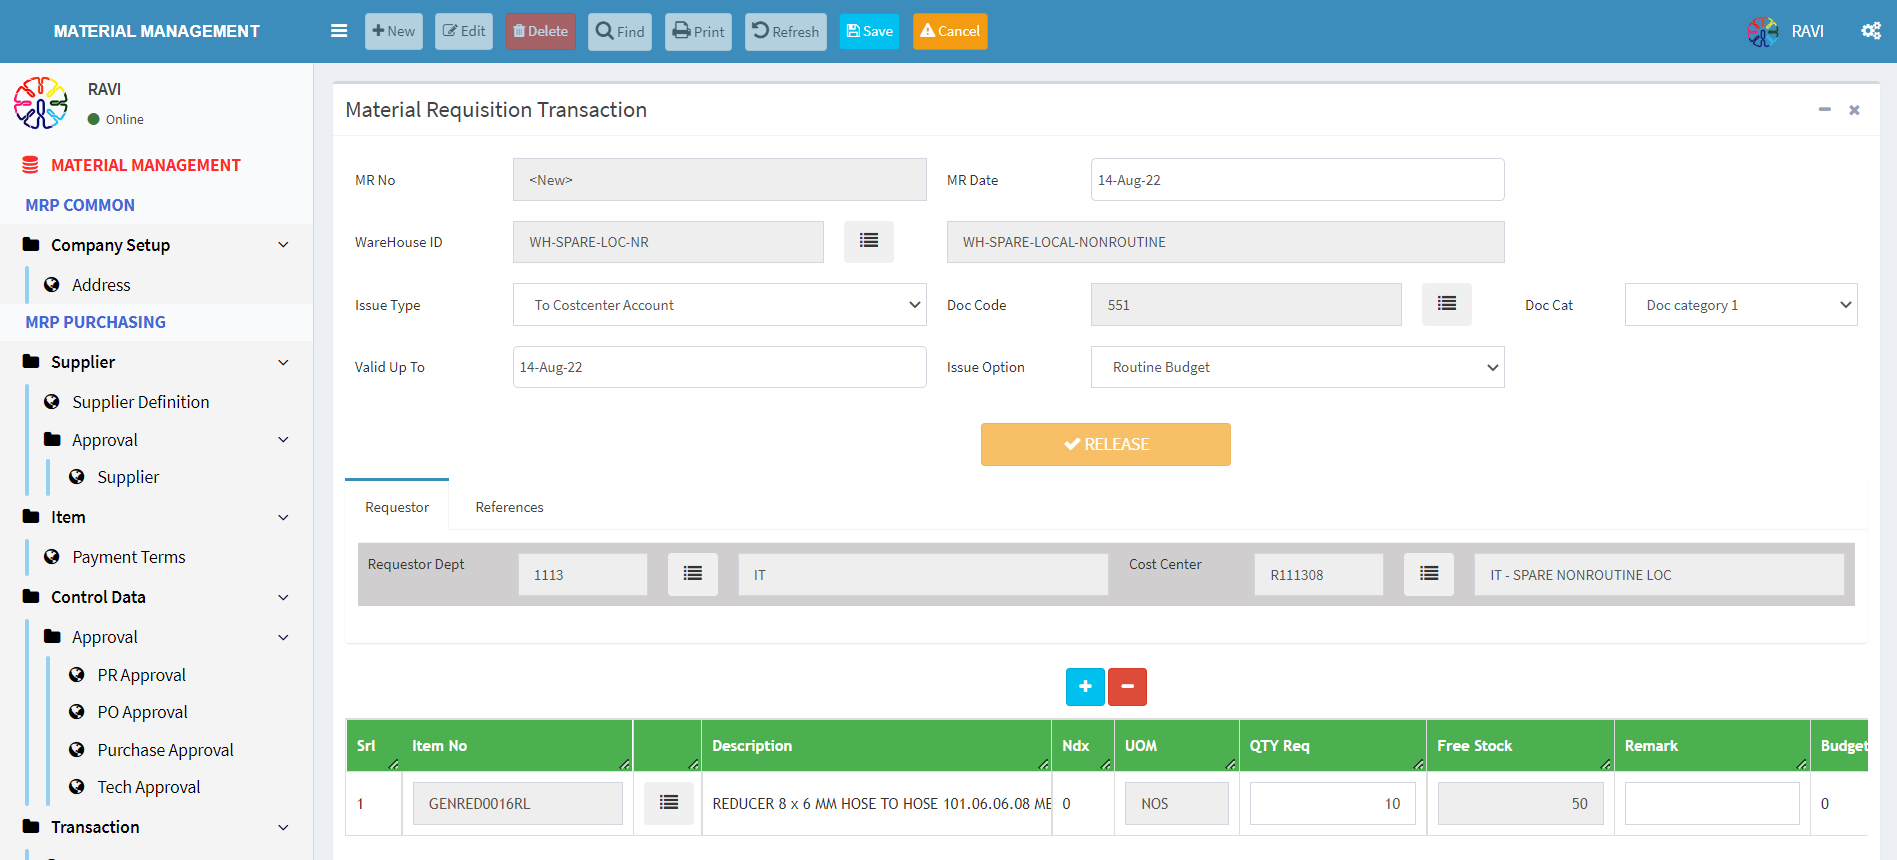 MATERIAL MANAGEMENT
New Edit Delete Find Print Refresh Save Cancel
RAVI
RAVI
Online
MATERIAL MANAGEMENT
MRP COMMON
Company Setup
Address
MRP PURCHASING
Supplier
Supplier Definition
Approval
Supplier
Item
Payment Terms
Control Data
Approval
PR Approval
PO Approval
Purchase Approval
Tech Approval
Transaction
Material Requisition Transaction
MR No <New> MR Date 14-Aug-22
WareHouse ID WH-SPARE-LOC-NR WH-SPARE-LOCAL-NONROUTINE
Issue Type To Costcenter Account Doc Code 551 Doc Cat Doc category 1
Valid Up To 14-Aug-22 Issue Option Routine Budget
RELEASE
Requestor References
Requestor Dept 1113 IT Cost Center R111308 IT - SPARE NONROUTINE LOC
Srl Item No Description Ndx UOM QTY Req Free Stock Remark Budget
1 GENRED0016RL REDUCER 8 x 6 MM HOSE TO HOSE 101.06.06.08 ME 0 NOS 10 50 0